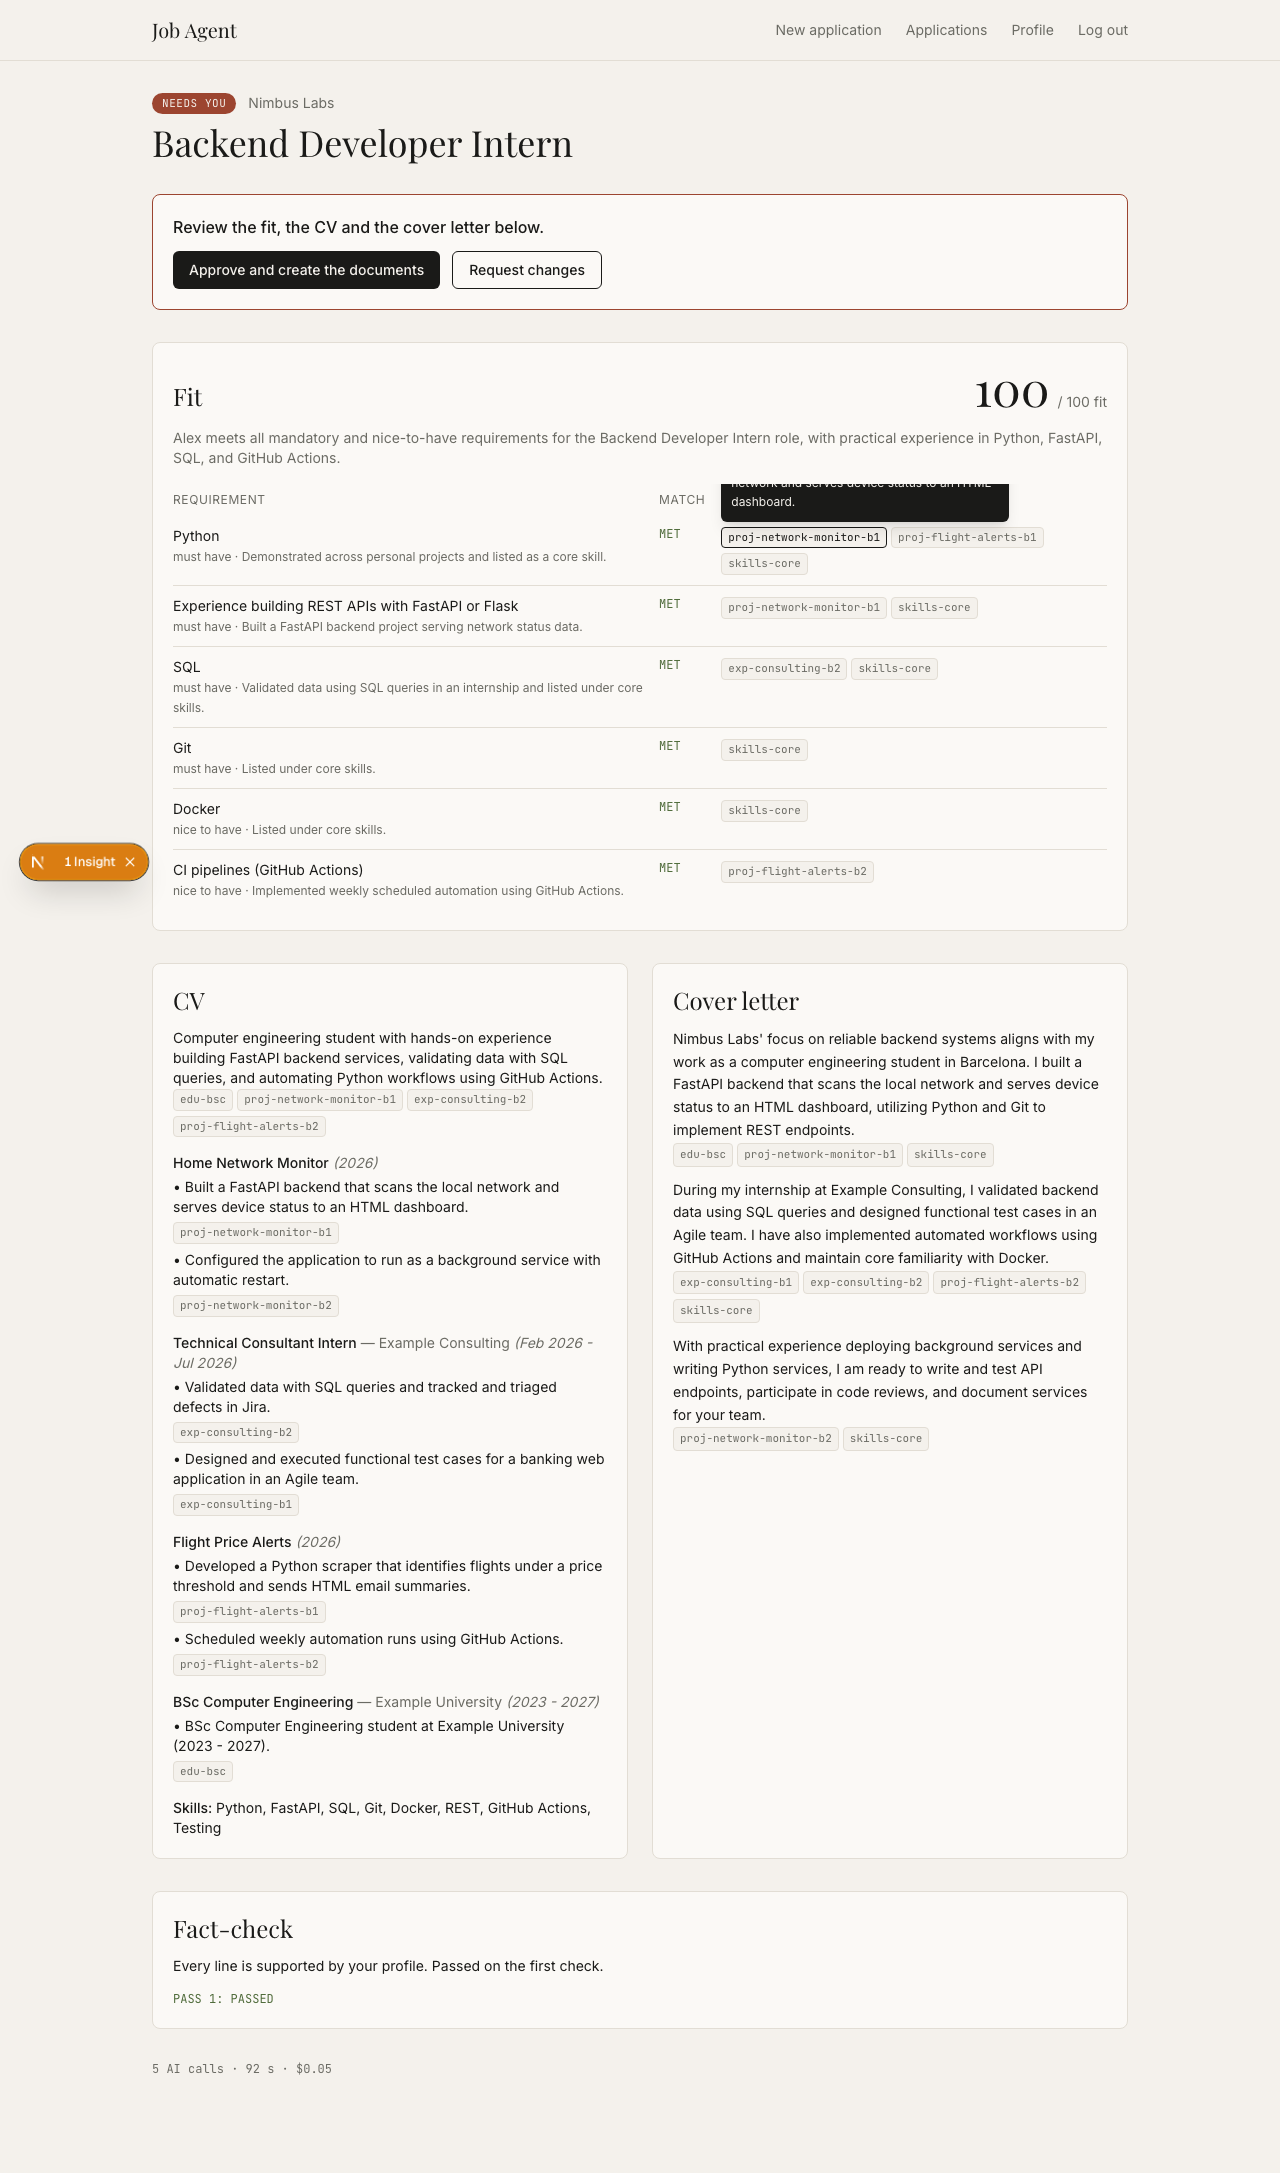 Job Agent
New application Applications Profile Log out
NEEDS YOU Nimbus Labs
Backend Developer Intern
Review the fit, the CV and the cover letter below.
Approve and create the documents Request changes
Fit
100 / 100 fit
Alex meets all mandatory and nice-to-have requirements for the Backend Developer Intern role, with practical experience in Python, FastAPI,
SQL, and GitHub Actions.
network and serves device status to an HTML
dashboard.
REQUIREMENT MATCH
Python MET proj-network-monitor-b1 proj-flight-alerts-b1
must have · Demonstrated across personal projects and listed as a core skill.
skills-core
Experience building REST APIs with FastAPI or Flask MET proj-network-monitor-b1 skills-core
must have · Built a FastAPI backend project serving network status data.
SQL MET exp-consulting-b2 skills-core
must have · Validated data using SQL queries in an internship and listed under core
skills.
Git MET skills-core
must have · Listed under core skills.
Docker MET skills-core
nice to have · Listed under core skills.
CI pipelines (GitHub Actions) MET proj-flight-alerts-b2
nice to have · Implemented weekly scheduled automation using GitHub Actions.
1 Insight
CV
Computer engineering student with hands-on experience
building FastAPI backend services, validating data with SQL
queries, and automating Python workflows using GitHub Actions.
edu-bsc proj-network-monitor-b1 exp-consulting-b2
proj-flight-alerts-b2
Home Network Monitor (2026)
• Built a FastAPI backend that scans the local network and
serves device status to an HTML dashboard.
proj-network-monitor-b1
• Configured the application to run as a background service with
automatic restart.
proj-network-monitor-b2
Technical Consultant Intern — Example Consulting (Feb 2026 -
Jul 2026)
• Validated data with SQL queries and tracked and triaged
defects in Jira.
exp-consulting-b2
• Designed and executed functional test cases for a banking web
application in an Agile team.
exp-consulting-b1
Flight Price Alerts (2026)
• Developed a Python scraper that identifies flights under a price
threshold and sends HTML email summaries.
proj-flight-alerts-b1
• Scheduled weekly automation runs using GitHub Actions.
proj-flight-alerts-b2
BSc Computer Engineering — Example University (2023 - 2027)
• BSc Computer Engineering student at Example University
(2023 - 2027).
edu-bsc
Skills: Python, FastAPI, SQL, Git, Docker, REST, GitHub Actions,
Testing
Cover letter
Nimbus Labs' focus on reliable backend systems aligns with my
work as a computer engineering student in Barcelona. I built a
FastAPI backend that scans the local network and serves device
status to an HTML dashboard, utilizing Python and Git to
implement REST endpoints.
edu-bsc proj-network-monitor-b1 skills-core
During my internship at Example Consulting, I validated backend
data using SQL queries and designed functional test cases in an
Agile team. I have also implemented automated workflows using
GitHub Actions and maintain core familiarity with Docker.
exp-consulting-b1 exp-consulting-b2 proj-flight-alerts-b2
skills-core
With practical experience deploying background services and
writing Python services, I am ready to write and test API
endpoints, participate in code reviews, and document services
for your team.
proj-network-monitor-b2 skills-core
Fact-check
Every line is supported by your profile. Passed on the first check.
PASS 1: PASSED
5 AI calls · 92 s · $0.05